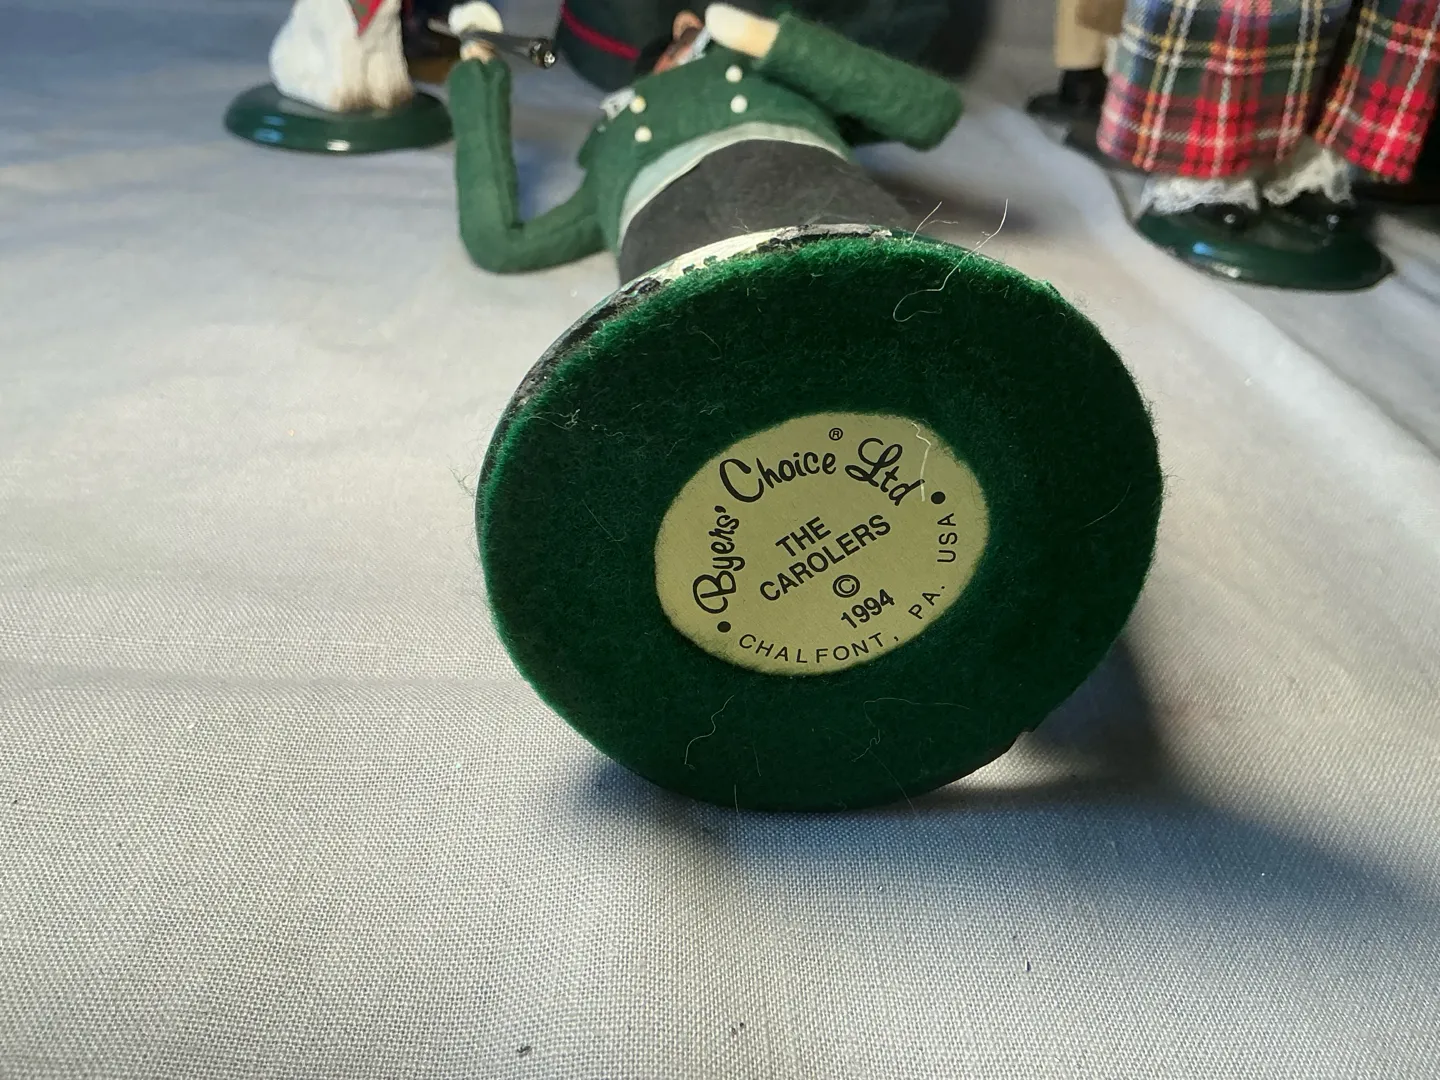 Byers' Choice® Ltd
THE
CAROLERS
©
1994
• CHALFONT, PA. USA •